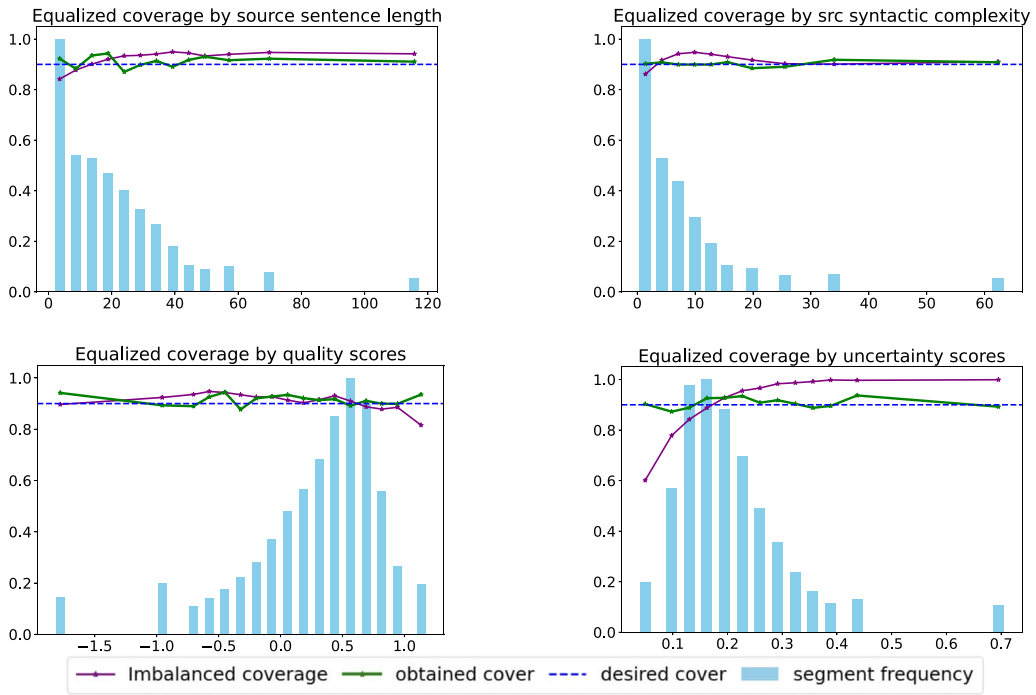 Equalized coverage by source sentence length
1.0
0.8
0.6
0.4
0.2
0.0
0 20 40 60 80 100 120
Equalized coverage by src syntactic complexity
1.0
0.8
0.6
0.4
0.2
0.0
0 10 20 30 40 50 60
Equalized coverage by quality scores
1.0
0.8
0.6
0.4
0.2
0.0
−1.5 −1.0 −0.5 0.0 0.5 1.0
Equalized coverage by uncertainty scores
1.0
0.8
0.6
0.4
0.2
0.0
0.1 0.2 0.3 0.4 0.5 0.6 0.7
Imbalanced coverage obtained cover desired cover segment frequency